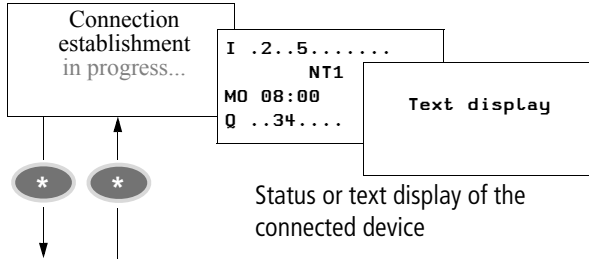 Connection
establishment
in progress...
I .2..5.......
NT1
MO 08:00
Q ..34....
Text display
*
*
Status or text display of the
connected device